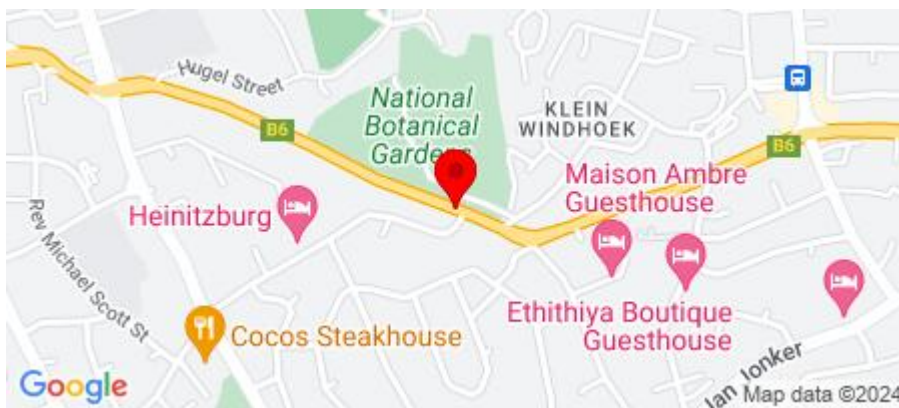 Hugel Street
National
Botanical
Gardens
KLEIN
WINDHOEK
B6
B6
Maison Ambre
Guesthouse
Heinitzburg
Rev Michael Scott St
Ethithiya Boutique
Guesthouse
Cocos Steakhouse
Jan Jonker
Google
Map data ©2024